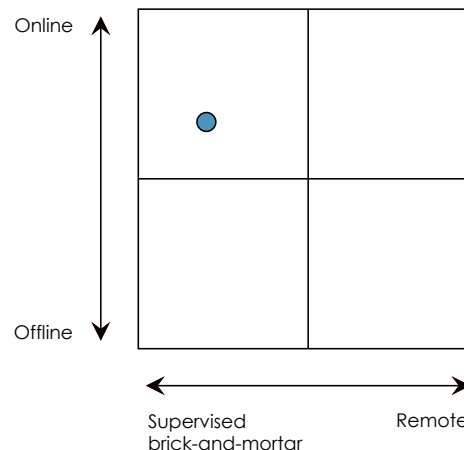 Online
Offline
Supervised
brick-and-mortar
Remote